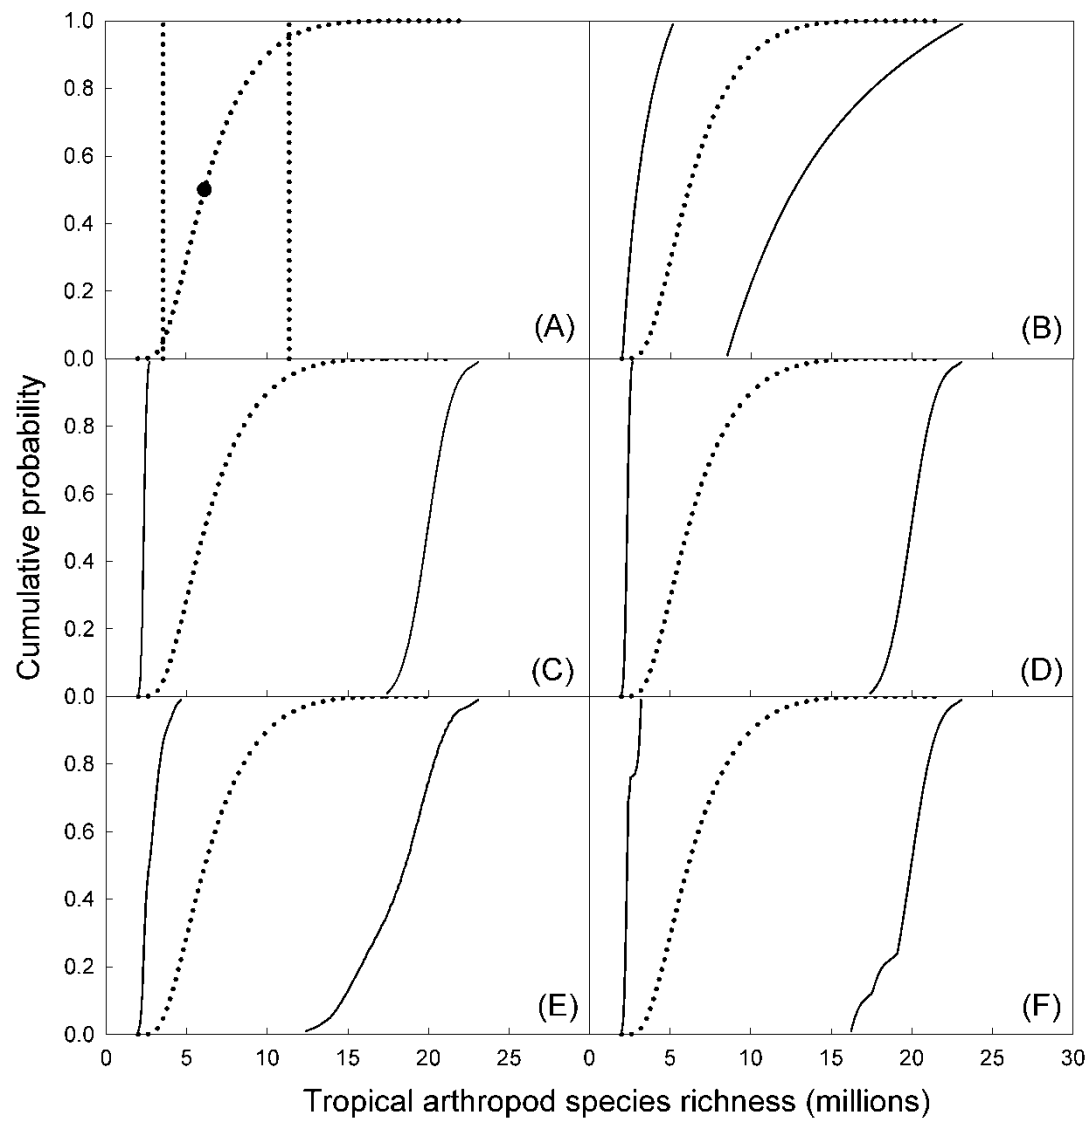 1.0
0.8
0.6
0.4
0.2
0.0
(A)
(B)
0.8
0.6
0.4
0.2
0.0
(C)
(D)
0.8
0.6
0.4
0.2
0.0
(E)
(F)
0 5 10 15 20 25 0 5 10 15 20 25 30
Cumulative probability
Tropical arthropod species richness (millions)